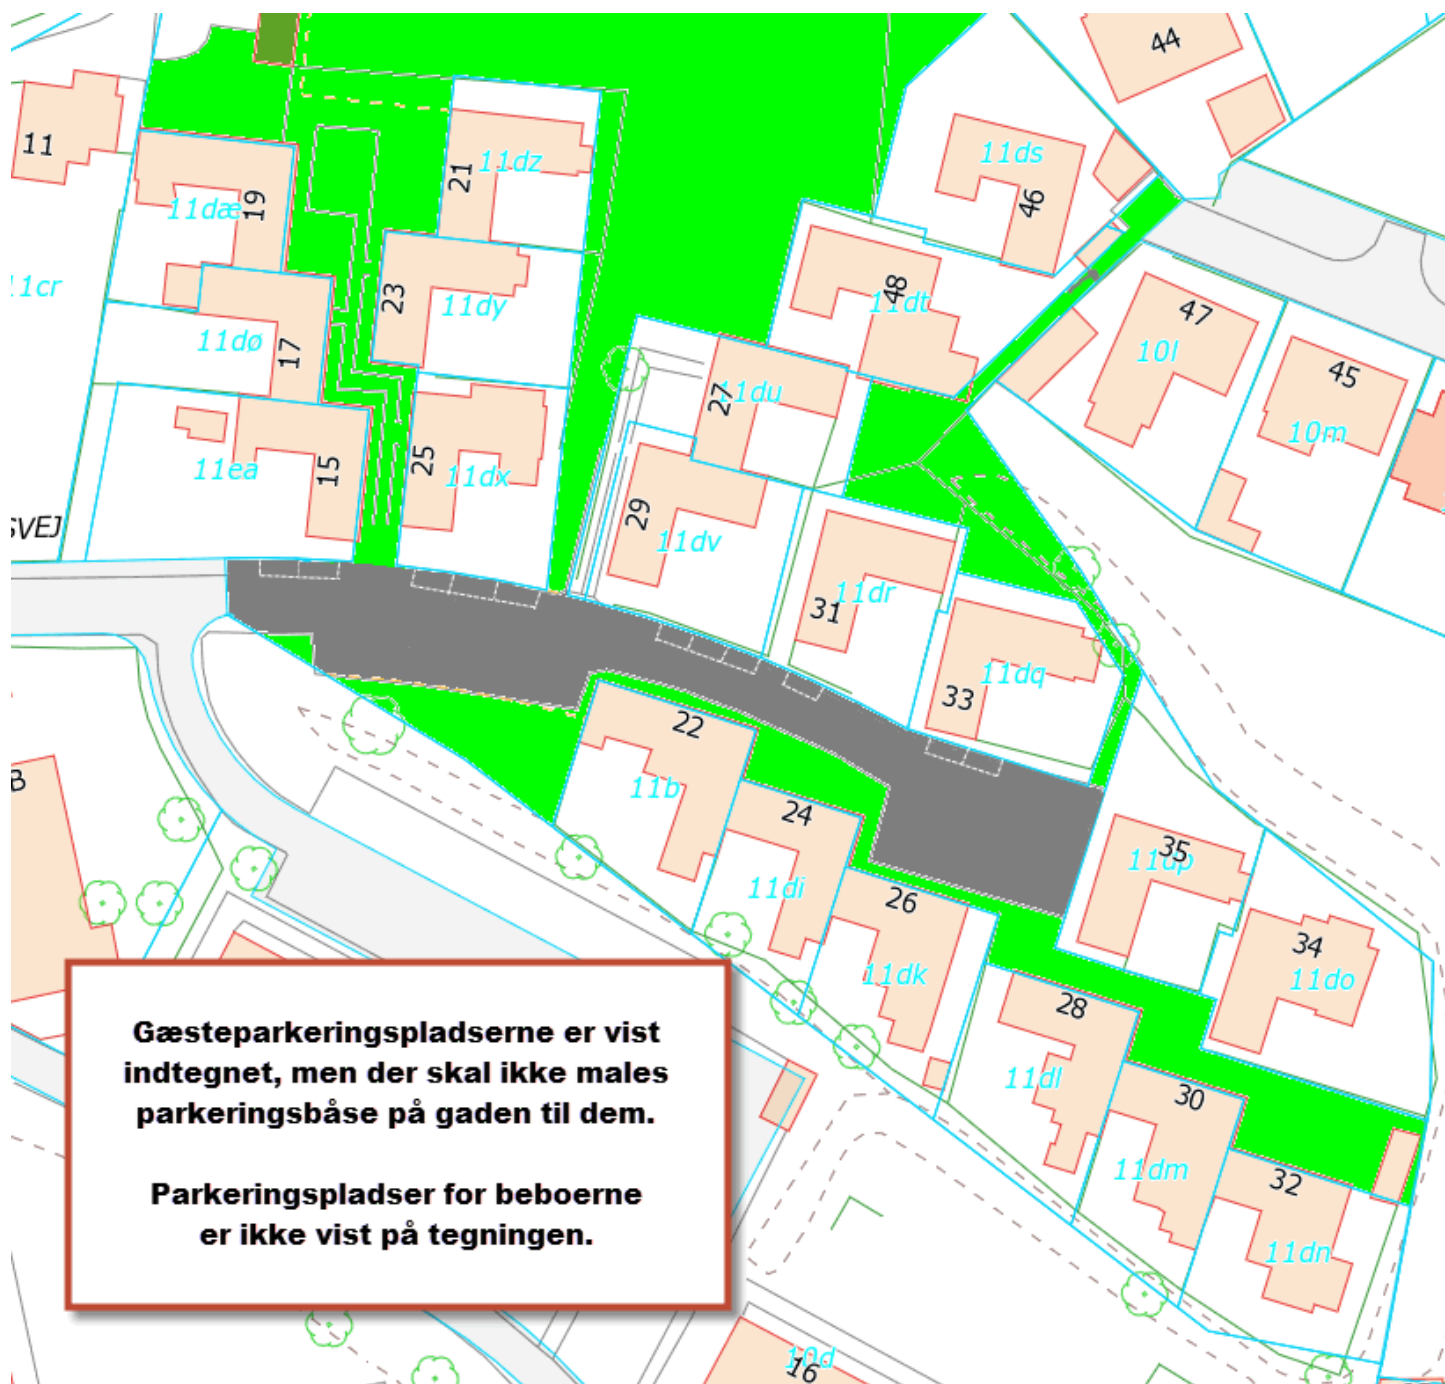 44
11
11ds
21
11dz
46
19
11dæ
11cr
23
11dy
48
11dt
47
10l
45
11dø
17
27
11du
10m
25
11dx
15
11ea
29
11dv
SVEJ
31
11dr
33
11dq
22
11b
B
24
11di
35
11dp
26
11dk
34
11do
28
11dl
30
11dm
32
11dn
Gæsteparkeringspladserne er vist
indtegnet, men der skal ikke males
parkeringsbåse på gaden til dem.
Parkeringspladser for beboerne
er ikke vist på tegningen.
10d
16